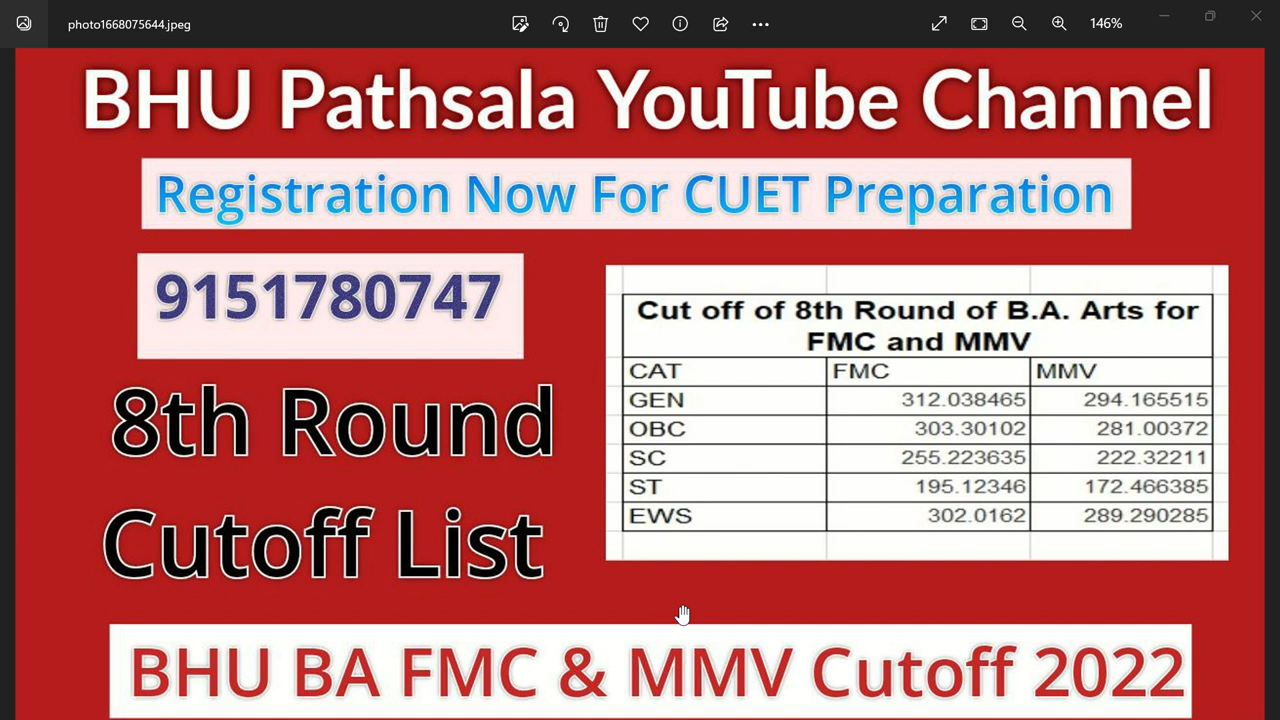 photo1668075644.jpeg
146%
BHU Pathsala YouTube Channel
Registration Now For CUET Preparation
9151780747
8th Round
Cutoff List
Cut off of 8th Round of B.A. Arts for
FMC and MMV
CAT FMC MMV
GEN 312.038465 294.165515
OBC 303.30102 281.00372
SC 255.223635 222.32211
ST 195.12346 172.466385
EWS 302.0162 289.290285
BHU BA FMC & MMV Cutoff 2022